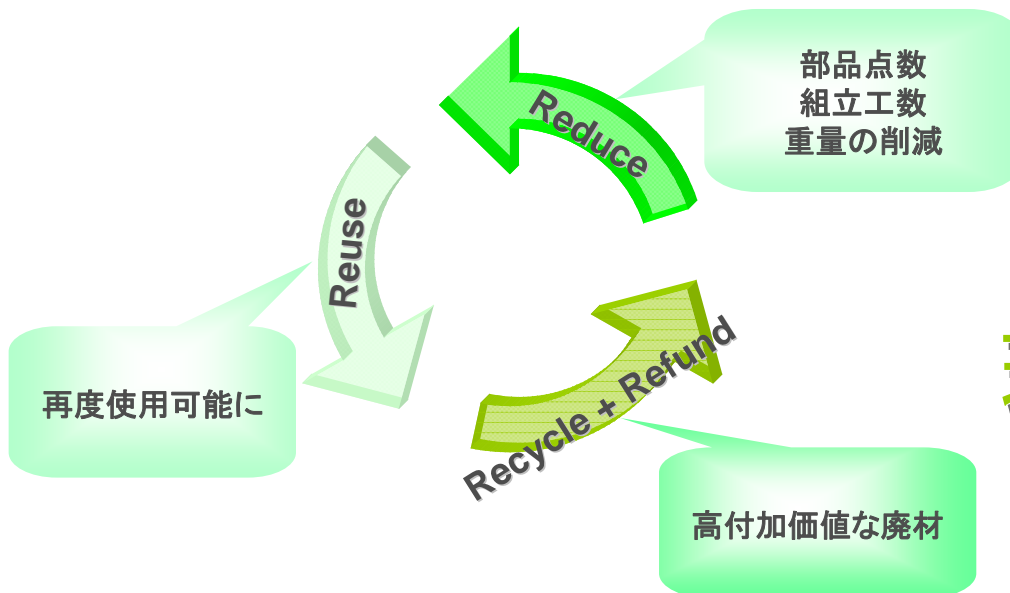 部品点数
組立工数
重量の削減
Reduce
Reuse
再度使用可能に
Recycle + Refund
高付加価値な廃材